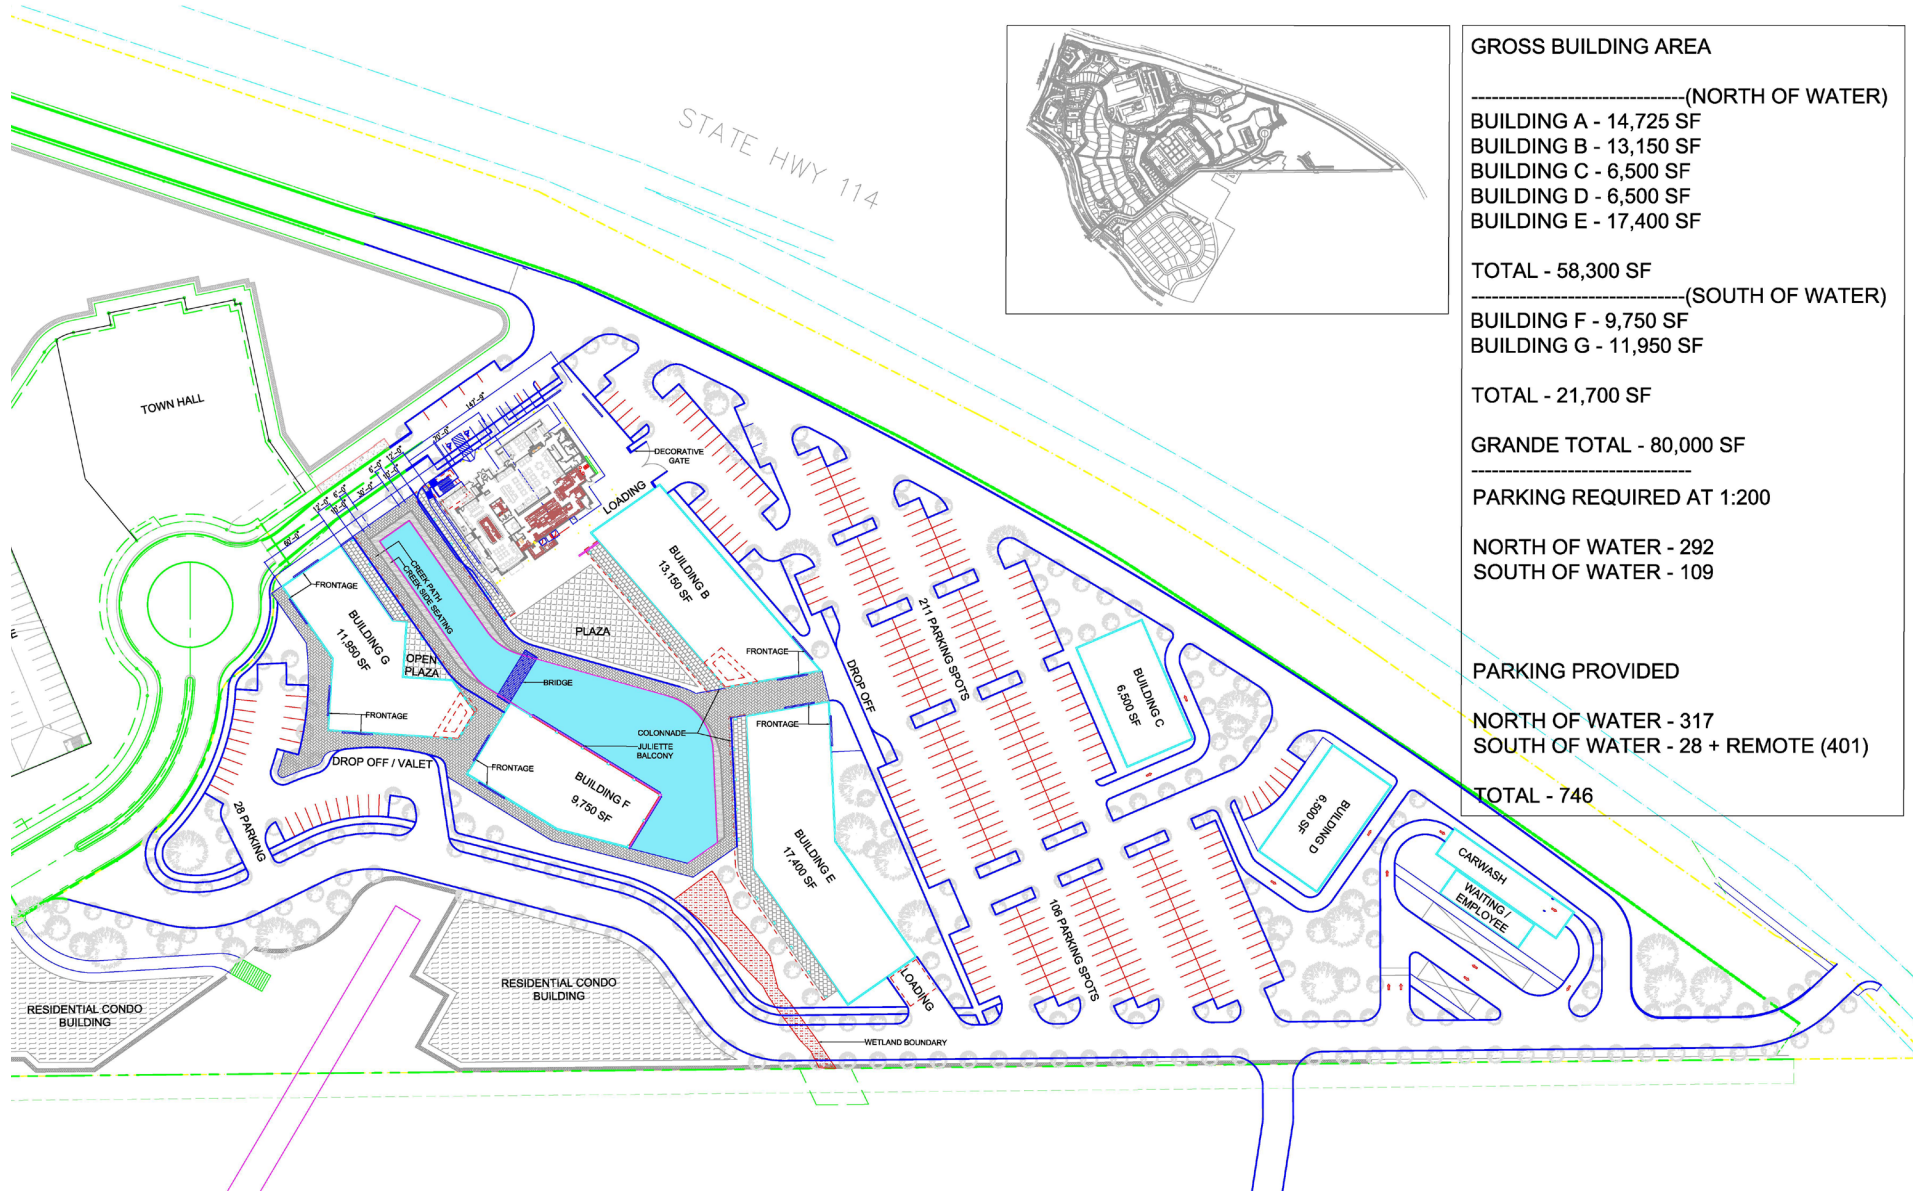 STATE HWY 114
GROSS BUILDING AREA
-------------------------------(NORTH OF WATER)
BUILDING A - 14,725 SF
BUILDING B - 13,150 SF
BUILDING C - 6,500 SF
BUILDING D - 6,500 SF
BUILDING E - 17,400 SF
TOTAL - 58,300 SF
-------------------------------(SOUTH OF WATER)
BUILDING F - 9,750 SF
BUILDING G - 11,950 SF
TOTAL - 21,700 SF
GRANDE TOTAL - 80,000 SF
--------------------------------
PARKING REQUIRED AT 1:200
NORTH OF WATER - 292
SOUTH OF WATER - 109
PARKING PROVIDED
NORTH OF WATER - 317
SOUTH OF WATER - 28 + REMOTE (401)
TOTAL - 746
TOWN HALL
147'-9"
DECORATIVE
GATE
LOADING
BUILDING B
13,150 SF
60'-0"
30'-0"
CREEK PATH
CREEK SIDE SEATING
FRONTAGE
BUILDING G
11,950 SF
OPEN
PLAZA
PLAZA
FRONTAGE
BRIDGE
FRONTAGE
FRONTAGE
COLONNADE
JULIETTE
BALCONY
DROP OFF
211 PARKING SPOTS
BUILDING C
6,500 SF
DROP OFF / VALET
FRONTAGE
BUILDING F
9,750 SF
28 PARKING
BUILDING E
17,400 SF
BUILDING D
6,500 SF
CARWASH
WAITING /
EMPLOYEE
106 PARKING SPOTS
LOADING
RESIDENTIAL CONDO
BUILDING
RESIDENTIAL CONDO
BUILDING
WETLAND BOUNDARY